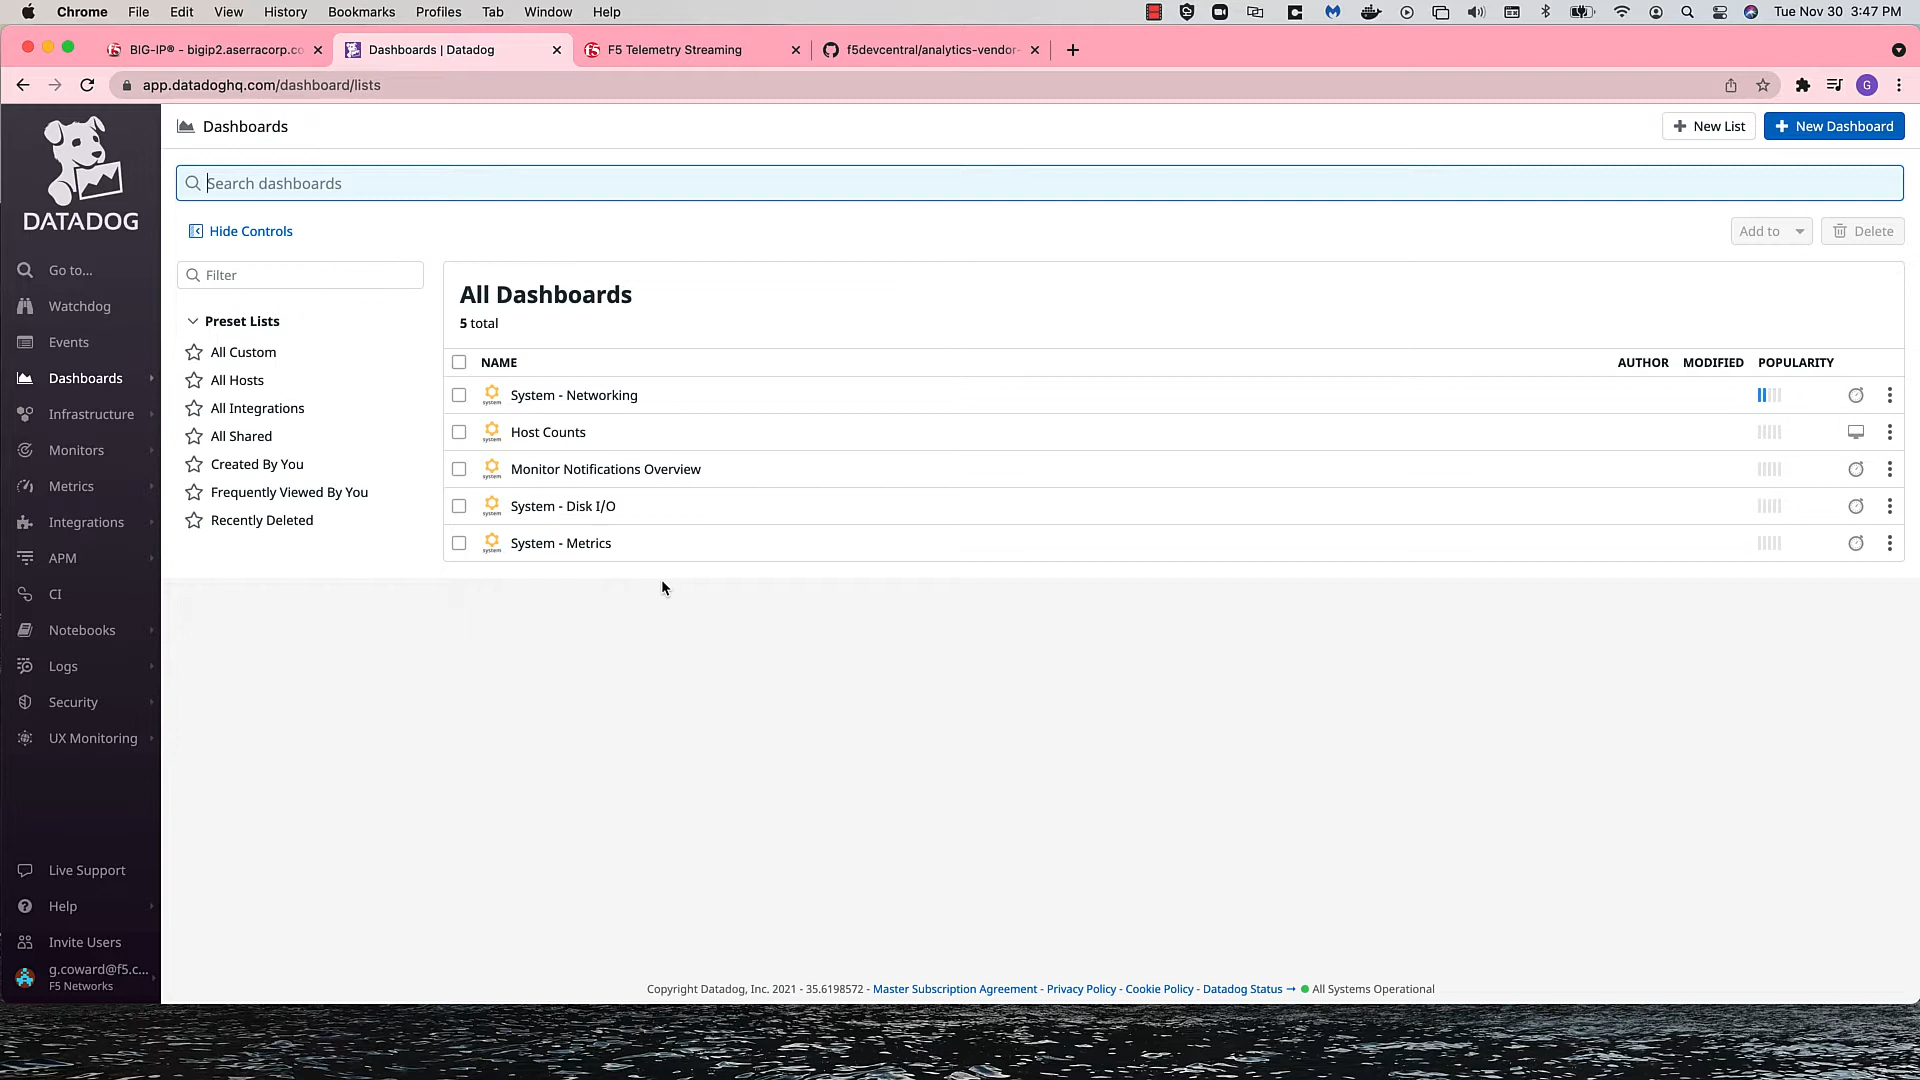 Chrome File Edit View History Bookmarks Profiles Tab Window Help Tue Nov 30 3:47 PM
BIG-IP® - bigip2.aserracorp.co Dashboards | Datadog F5 Telemetry Streaming f5devcentral/analytics-vendor-
app.datadoghq.com/dashboard/lists G
DATADOG
Go to...
Watchdog
Events
Dashboards
Infrastructure
Monitors
Metrics
Integrations
APM
CI
Notebooks
Logs
Security
UX Monitoring
Live Support
Help
Invite Users
g.coward@f5.c...
F5 Networks
Dashboards
New List
New Dashboard
Search dashboards
Hide Controls
Add to
Delete
Filter
Preset Lists
All Custom
All Hosts
All Integrations
All Shared
Created By You
Frequently Viewed By You
Recently Deleted
All Dashboards
5 total
NAME AUTHOR MODIFIED POPULARITY
system System - Networking
system Host Counts
system Monitor Notifications Overview
system System - Disk I/O
system System - Metrics
Copyright Datadog, Inc. 2021 - 35.6198572 - Master Subscription Agreement - Privacy Policy - Cookie Policy - Datadog Status → All Systems Operational